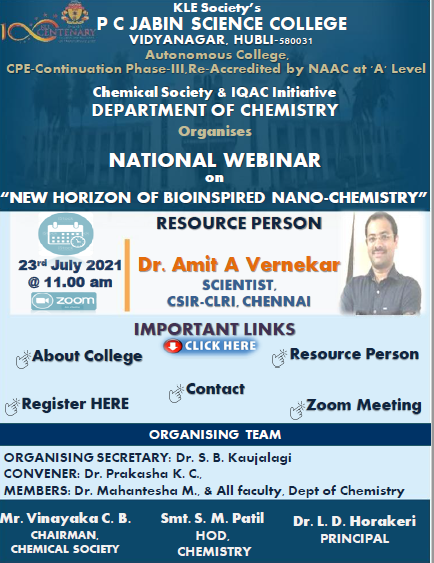 KLE Society's
P C JABIN SCIENCE COLLEGE
VIDYANAGAR, HUBLI-580031
Autonomous College,
CPE-Continuation Phase-III,Re-Accredited by NAAC at 'A' Level
CENTENARY
Chemical Society & IQAC Initiative
DEPARTMENT OF CHEMISTRY
Organises
NATIONAL WEBINAR
on
“NEW HORIZON OF BIOINSPIRED NANO-CHEMISTRY”
RESOURCE PERSON
23rd July 2021
@ 11.00 am
zoom
Dr. Amit A Vernekar
SCIENTIST,
CSIR-CLRI, CHENNAI
IMPORTANT LINKS
CLICK HERE
About College
Resource Person
Contact
Register HERE
Zoom Meeting
ORGANISING TEAM
ORGANISING SECRETARY: Dr. S. B. Kaujalagi
CONVENER: Dr. Prakasha K. C.,
MEMBERS: Dr. Mahantesha M., & All faculty, Dept of Chemistry
Mr. Vinayaka C. B.
CHAIRMAN,
CHEMICAL SOCIETY
Smt. S. M. Patil
HOD,
CHEMISTRY
Dr. L. D. Horakeri
PRINCIPAL